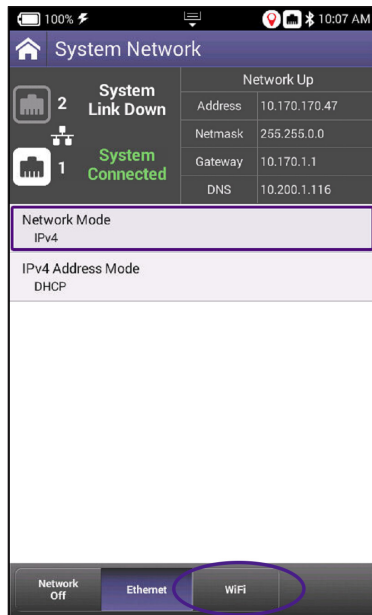 100%
10:07 AM
System Network
2
System
Link Down
1
System
Connected
Network Up
Address 10.170.170.47
Netmask 255.255.0.0
Gateway 10.170.1.1
DNS 10.200.1.116
Network Mode
IPv4
IPv4 Address Mode
DHCP
Network
Off
Ethernet
WiFi